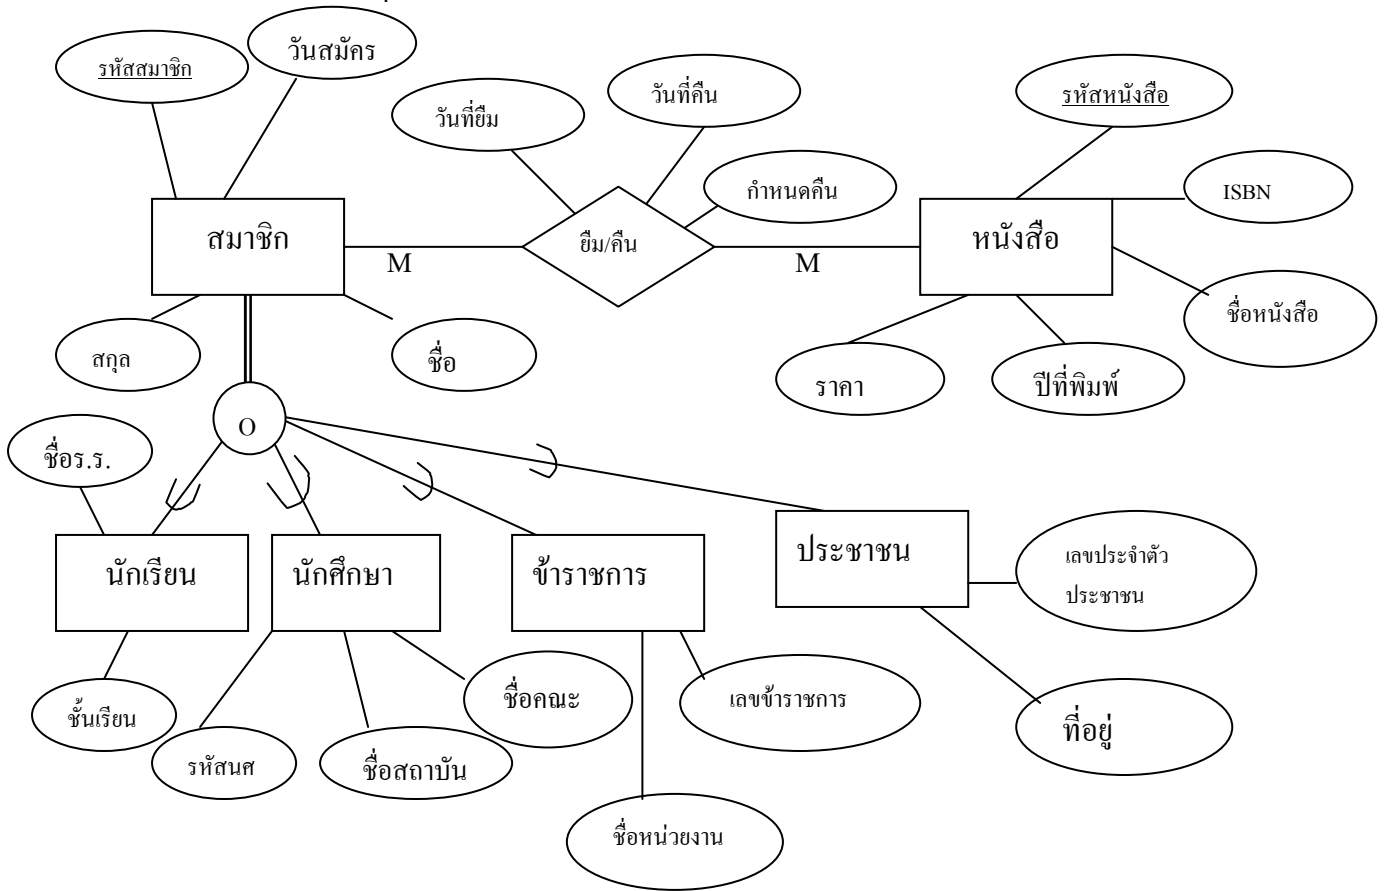 วันสมัคร
รหัสสมาชิก
วันที่ยืม
วันที่คืน
รหัสหนังสือ
กำหนดคืน
ISBN
สมาชิก
ยืม/คืน
หนังสือ
M
M
ชื่อหนังสือ
สกุล
ชื่อ
ราคา
ปีที่พิมพ์
O
ชื่อร.ร.
นักเรียน
นักศึกษา
ข้าราชการ
ประชาชน
เลขประจำตัว
ประชาชน
ชั้นเรียน
รหัสนศ
ชื่อสถาบัน
ชื่อคณะ
เลขข้าราชการ
ที่อยู่
ชื่อหน่วยงาน